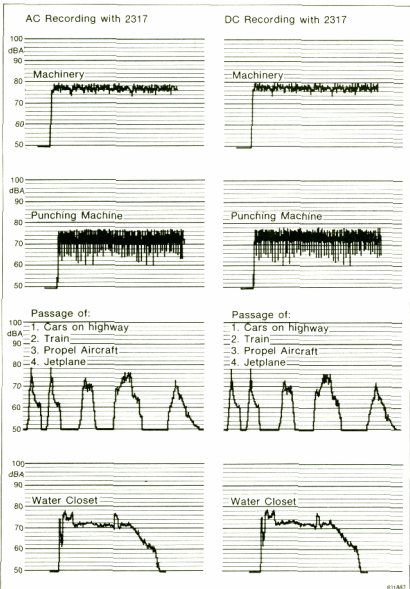 AC Recording with 2317
DC Recording with 2317
100
dBA
90
80
70
60
50
Machinery
Machinery
100
dBA
90
80
70
60
50
Punching Machine
Punching Machine
Passage of:
1. Cars on highway
2. Train
3. Propel Aircraft
4. Jetplane
100
dBA
90
80
70
60
50
Passage of:
1. Cars on highway
2. Train
3. Propel Aircraft
4. Jetplane
100
dBA
90
80
70
60
50
Water Closet
Water Closet
831887